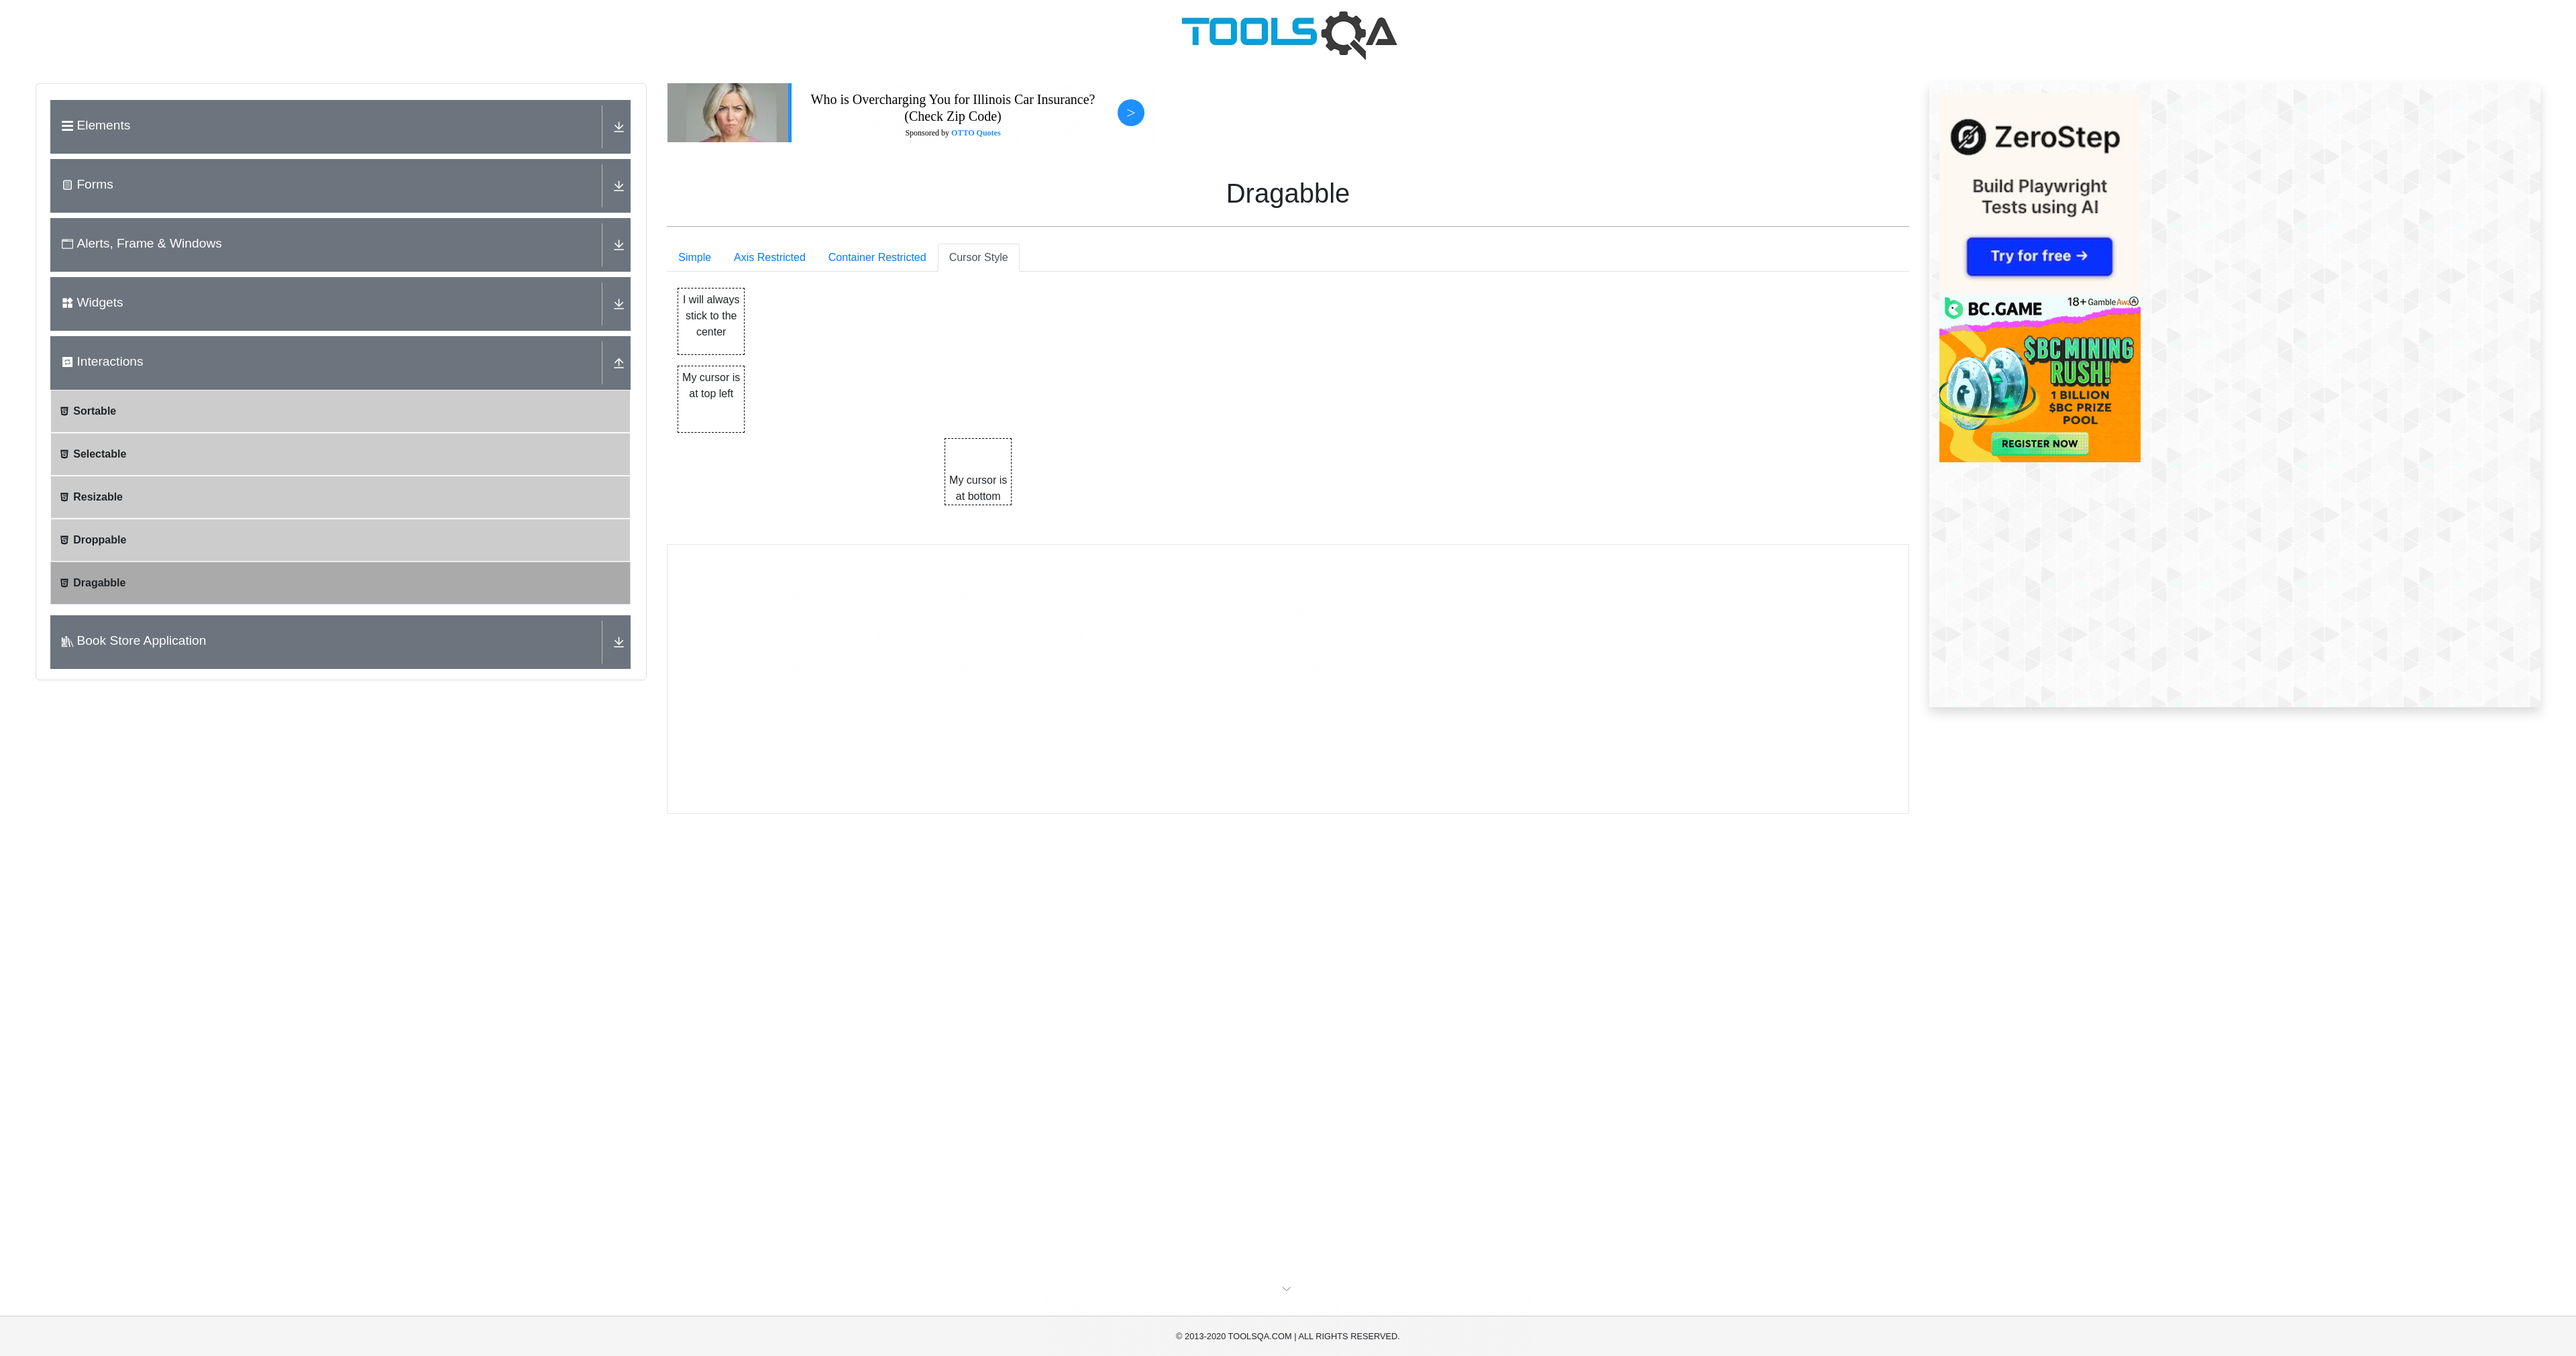 TOOLSQA
Elements
Forms
Alerts, Frame & Windows
Widgets
Interactions
Sortable
Selectable
Resizable
Droppable
Dragabble
Book Store Application
Who is Overcharging You for Illinois Car Insurance?
(Check Zip Code)
Sponsored by OTTO Quotes
>
Dragabble
Simple
Axis Restricted
Container Restricted
Cursor Style
I will always
stick to the
center
My cursor is
at top left
My cursor is
at bottom
ZeroStep
Build Playwright
Tests using AI
Try for free →
BC.GAME
18+ Gamble
$BC MINING
RUSH!
1 BILLION
$BC PRIZE
POOL
REGISTER NOW
© 2013-2020 TOOLSQA.COM | ALL RIGHTS RESERVED.